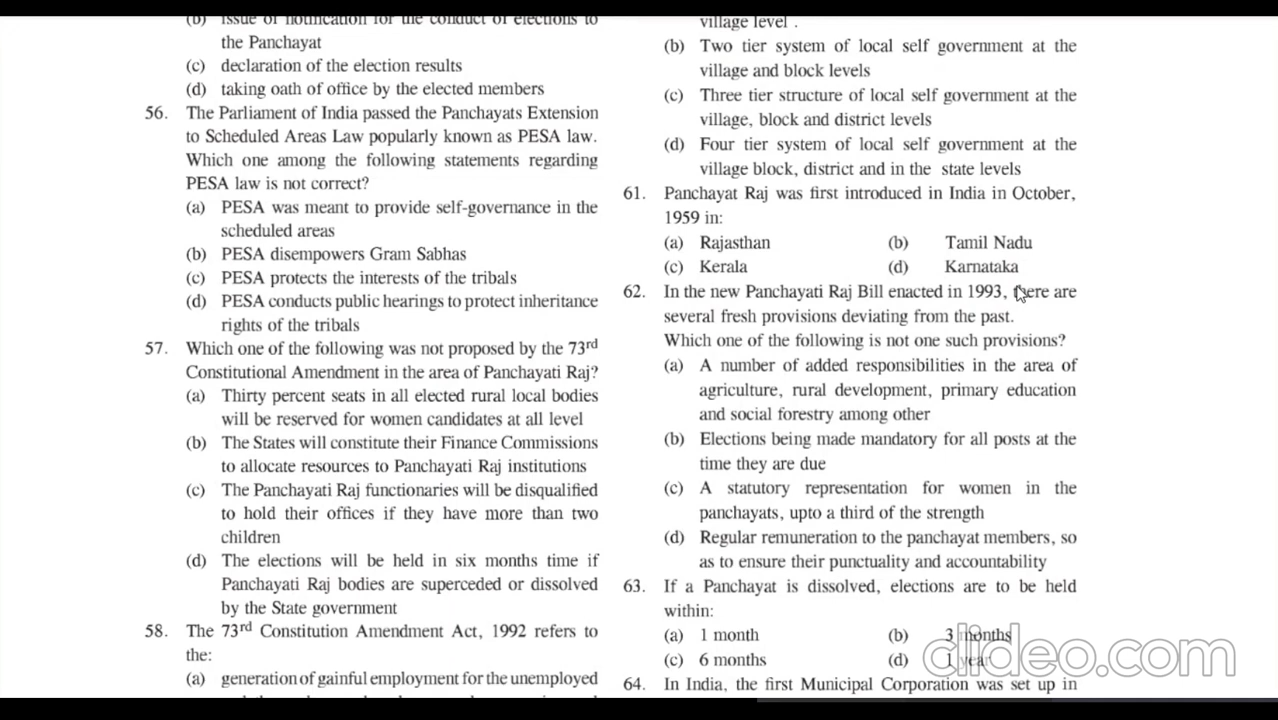 (b) issue of notification for the conduct of elections to
the Panchayat
(c) declaration of the election results
(d) taking oath of office by the elected members
56. The Parliament of India passed the Panchayats Extension
to Scheduled Areas Law popularly known as PESA law.
Which one among the following statements regarding
PESA law is not correct?
(a) PESA was meant to provide self-governance in the
scheduled areas
(b) PESA disempowers Gram Sabhas
(c) PESA protects the interests of the tribals
(d) PESA conducts public hearings to protect inheritance
rights of the tribals
57. Which one of the following was not proposed by the 73rd
Constitutional Amendment in the area of Panchayati Raj?
(a) Thirty percent seats in all elected rural local bodies
will be reserved for women candidates at all level
(b) The States will constitute their Finance Commissions
to allocate resources to Panchayati Raj institutions
(c) The Panchayati Raj functionaries will be disqualified
to hold their offices if they have more than two
children
(d) The elections will be held in six months time if
Panchayati Raj bodies are superceded or dissolved
by the State government
58. The 73rd Constitution Amendment Act, 1992 refers to
the:
(a) generation of gainful employment for the unemployed
village level .
(b) Two tier system of local self government at the
village and block levels
(c) Three tier structure of local self government at the
village, block and district levels
(d) Four tier system of local self government at the
village block, district and in the state levels
61. Panchayat Raj was first introduced in India in October,
1959 in:
(a) Rajasthan (b) Tamil Nadu
(c) Kerala (d) Karnataka
62. In the new Panchayati Raj Bill enacted in 1993, there are
several fresh provisions deviating from the past.
Which one of the following is not one such provisions?
(a) A number of added responsibilities in the area of
agriculture, rural development, primary education
and social forestry among other
(b) Elections being made mandatory for all posts at the
time they are due
(c) A statutory representation for women in the
panchayats, upto a third of the strength
(d) Regular remuneration to the panchayat members, so
as to ensure their punctuality and accountability
63. If a Panchayat is dissolved, elections are to be held
within:
(a) 1 month (b) 3 months
(c) 6 months (d) 1 year
clideo.com
64. In India, the first Municipal Corporation was set up in